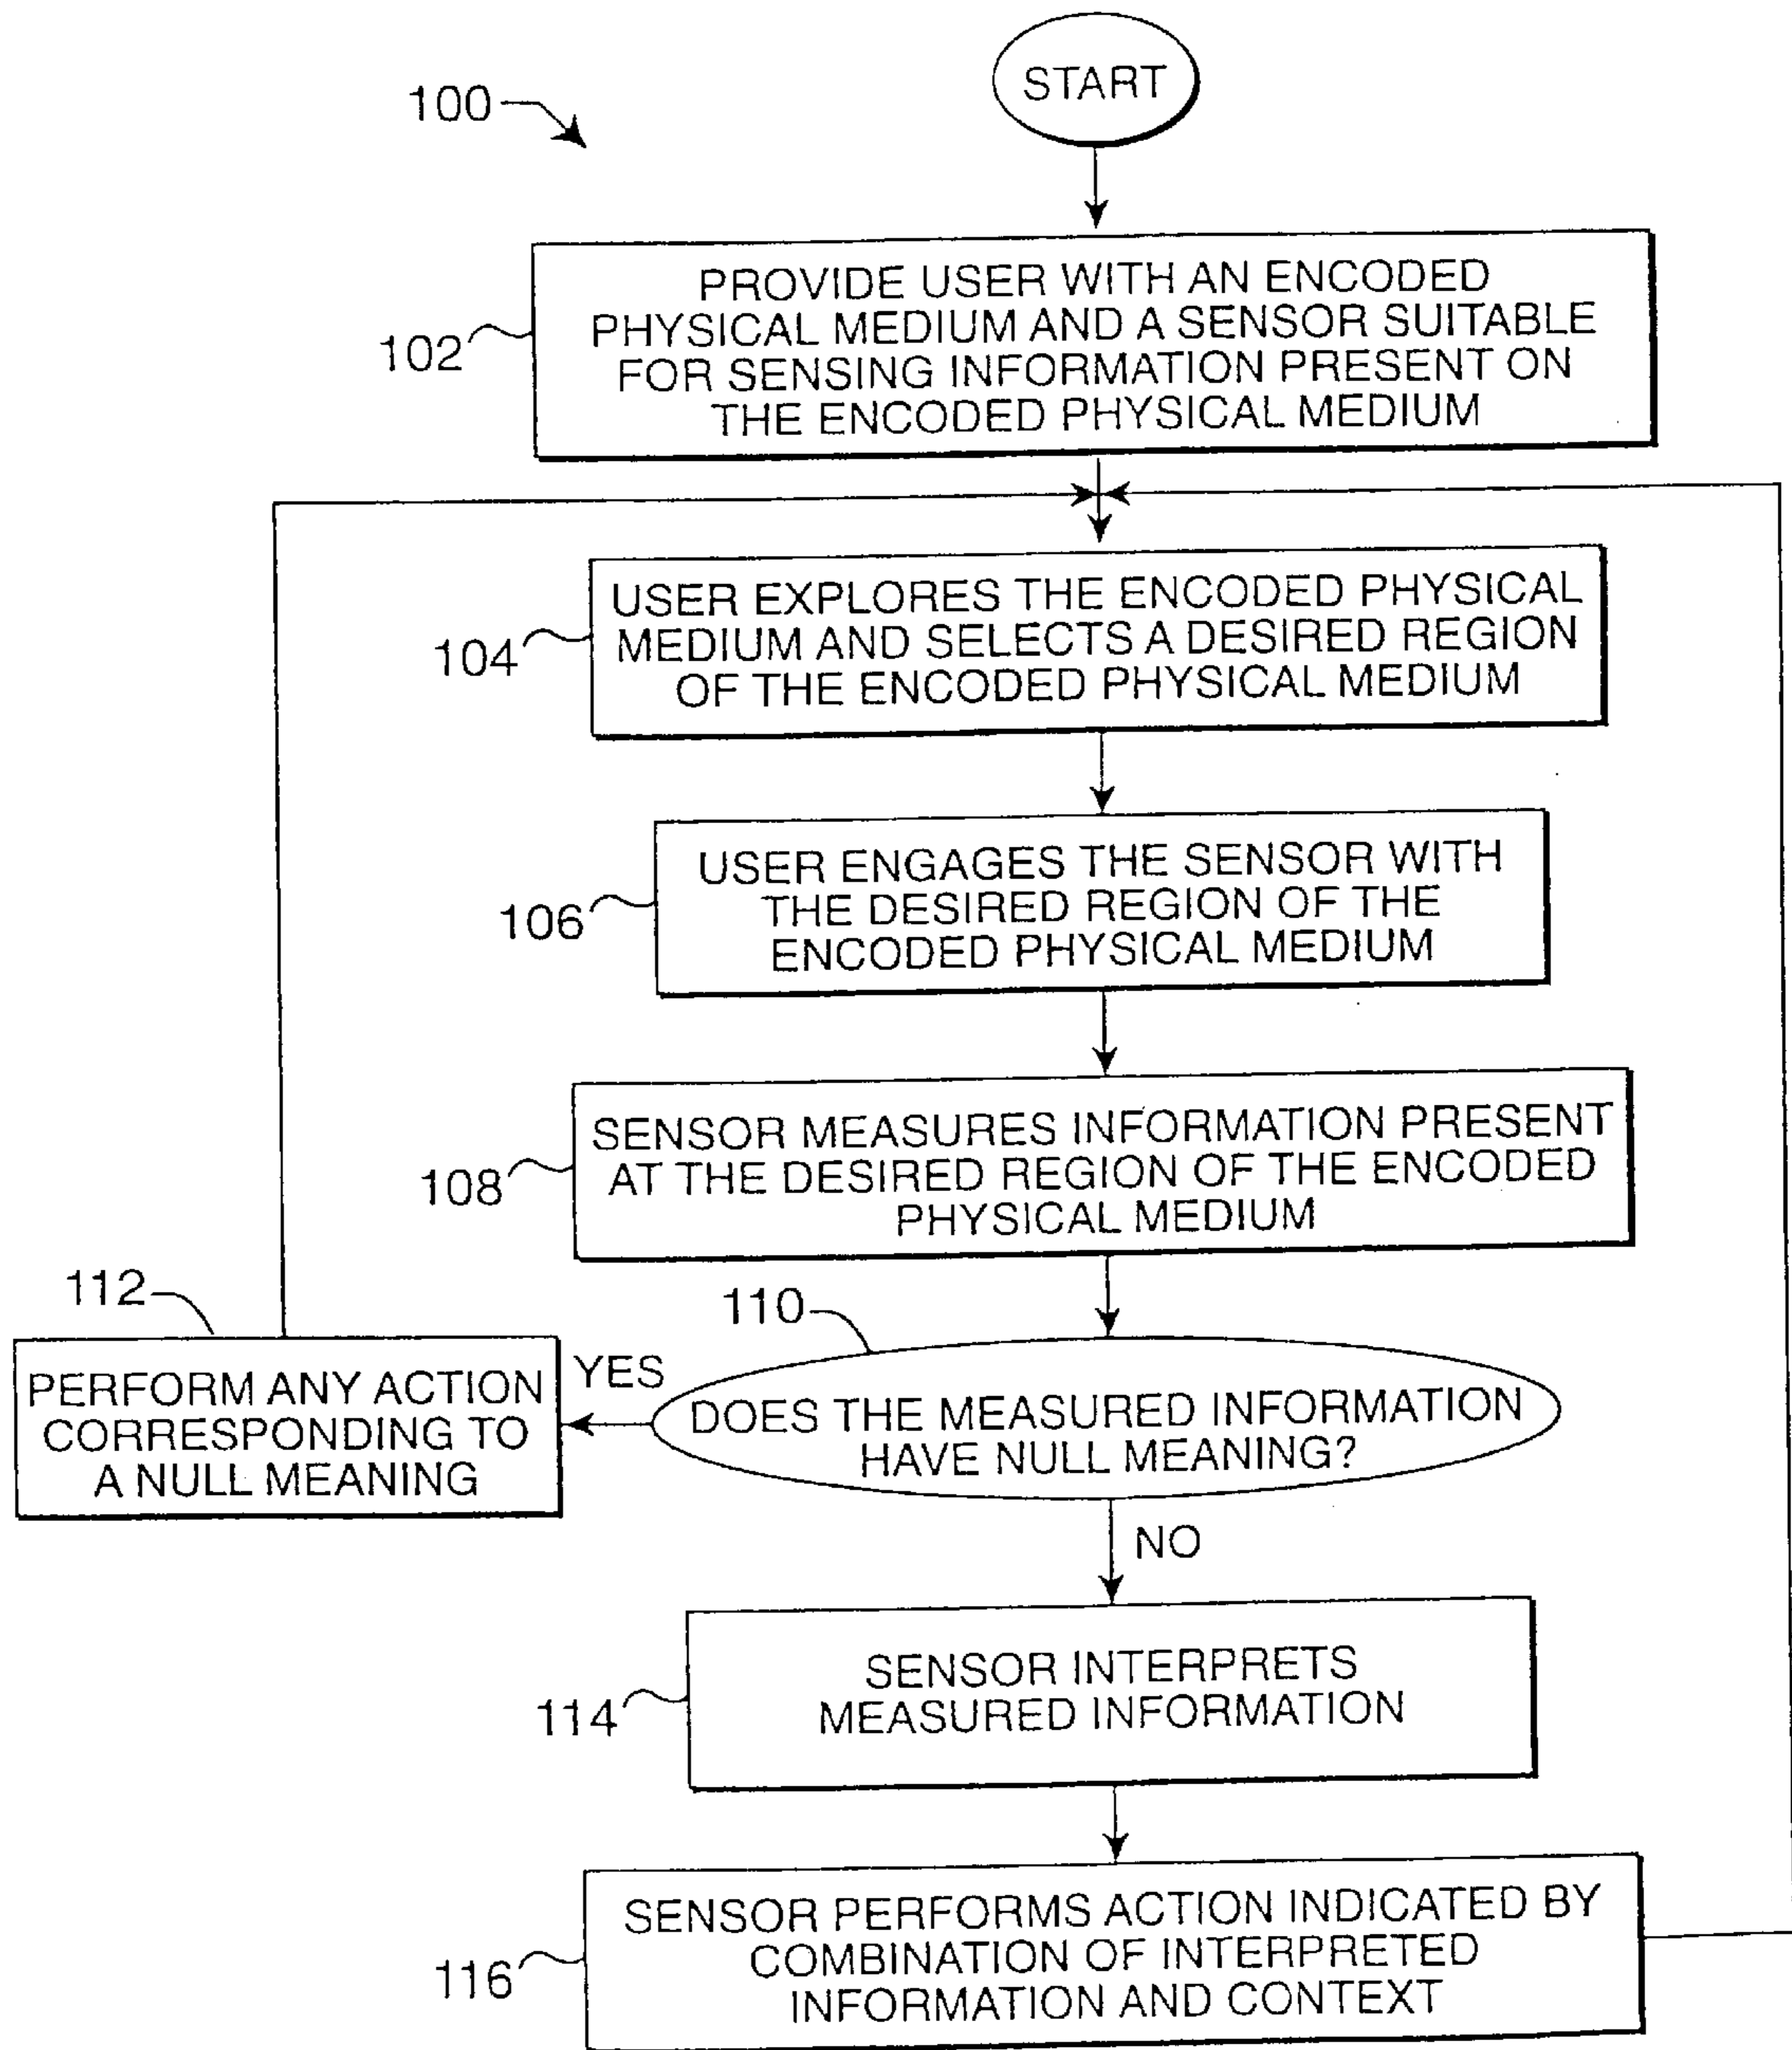 START
100
PROVIDE USER WITH AN ENCODED
PHYSICAL MEDIUM AND A SENSOR SUITABLE
FOR SENSING INFORMATION PRESENT ON
THE ENCODED PHYSICAL MEDIUM
102
USER EXPLORES THE ENCODED PHYSICAL
MEDIUM AND SELECTS A DESIRED REGION
OF THE ENCODED PHYSICAL MEDIUM
104
USER ENGAGES THE SENSOR WITH
THE DESIRED REGION OF THE
ENCODED PHYSICAL MEDIUM
106
SENSOR MEASURES INFORMATION PRESENT
AT THE DESIRED REGION OF THE ENCODED
PHYSICAL MEDIUM
108
112
110
PERFORM ANY ACTION
CORRESPONDING TO
A NULL MEANING
YES
DOES THE MEASURED INFORMATION
HAVE NULL MEANING?
NO
SENSOR INTERPRETS
MEASURED INFORMATION
114
SENSOR PERFORMS ACTION INDICATED BY
COMBINATION OF INTERPRETED
INFORMATION AND CONTEXT
116